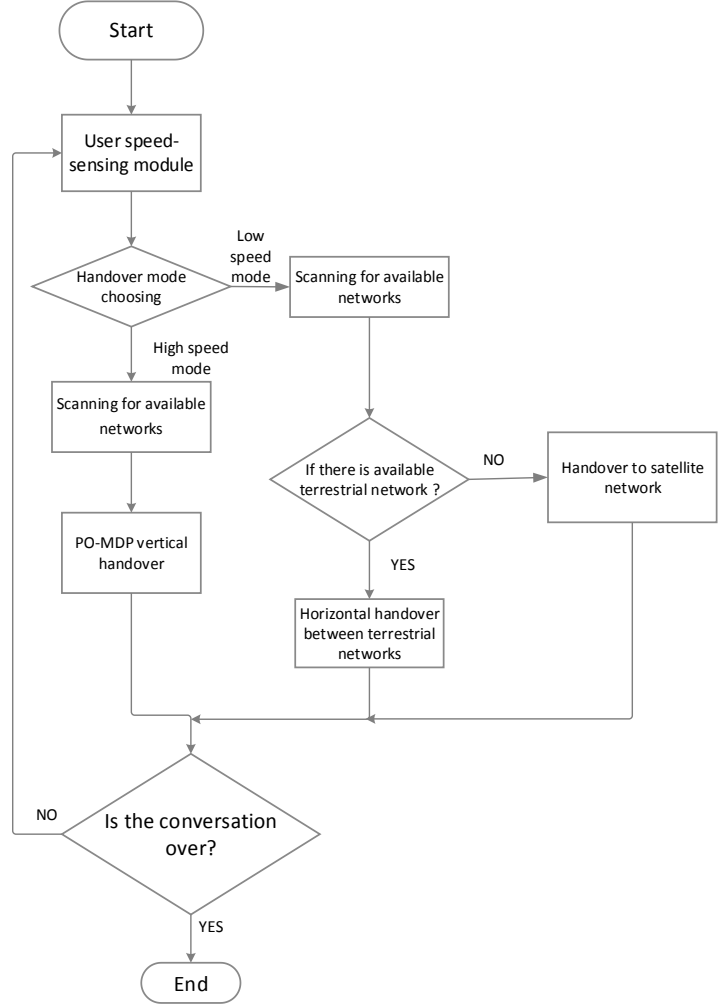 Start
User speed-
sensing module
Handover mode
choosing
Low
speed
mode
Scanning for available
networks
High speed
mode
Scanning for available
networks
If there is available
terrestrial network ?
NO
Handover to satellite
network
PO-MDP vertical
handover
YES
Horizontal handover
between terrestrial
networks
Is the conversation
over?
NO
YES
End